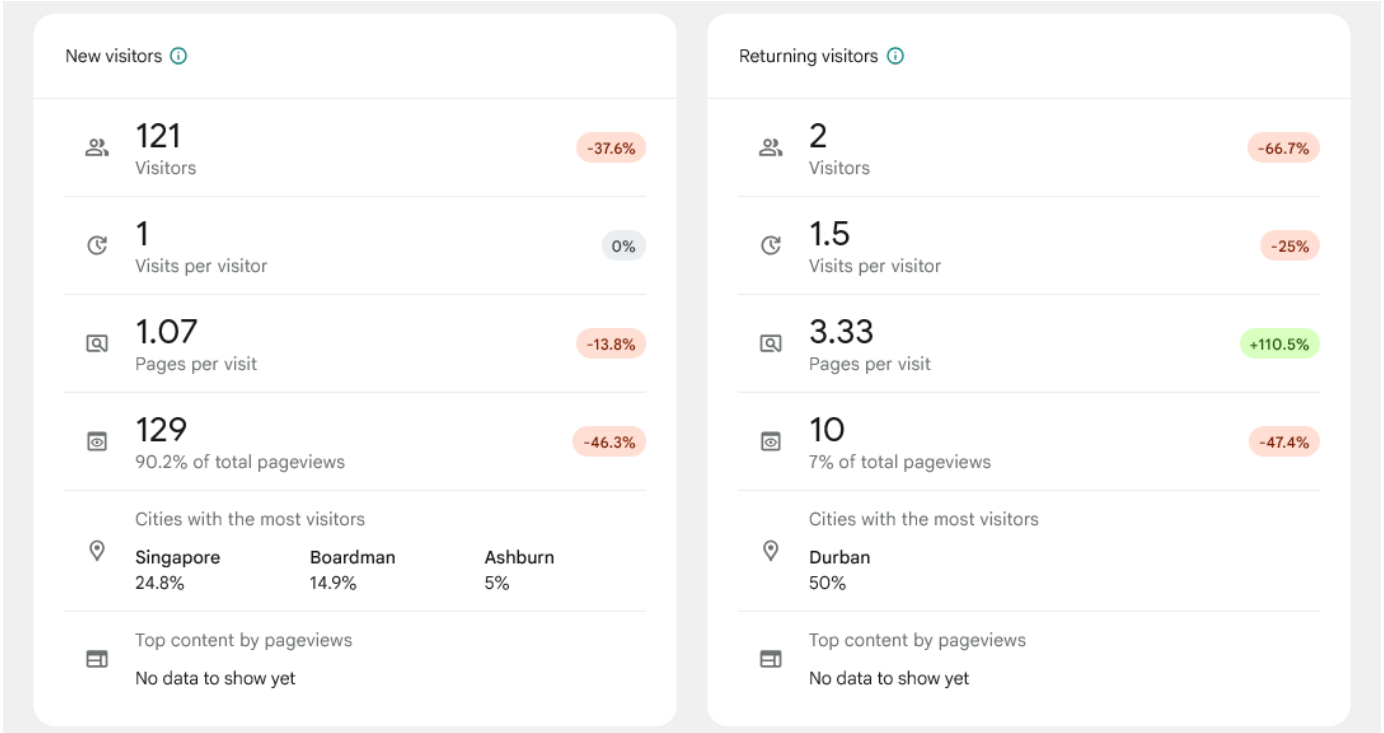 New visitors
121
Visitors
-37.6%
1
Visits per visitor
0%
1.07
Pages per visit
-13.8%
129
90.2% of total pageviews
-46.3%
Cities with the most visitors
Singapore Boardman Ashburn
24.8% 14.9% 5%
Top content by pageviews
No data to show yet
Returning visitors
2
Visitors
-66.7%
1.5
Visits per visitor
-25%
3.33
Pages per visit
+110.5%
10
7% of total pageviews
-47.4%
Cities with the most visitors
Durban
50%
Top content by pageviews
No data to show yet